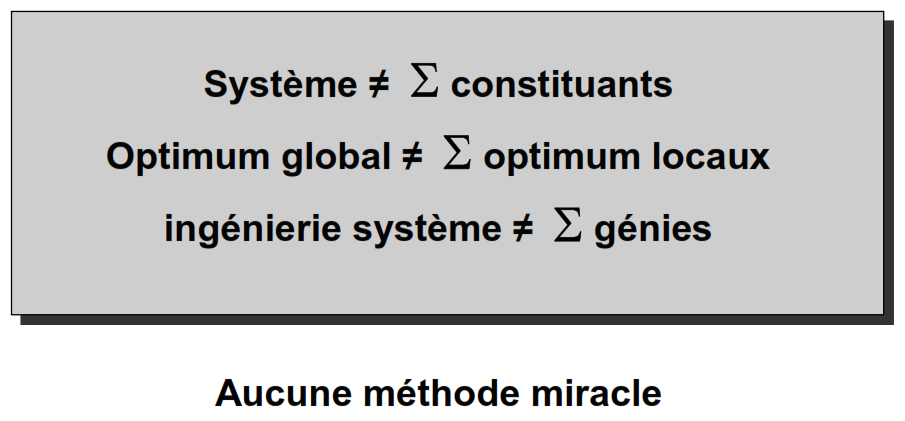 Système ≠ Σ constituants
Optimum global ≠ Σ optimum locaux
ingénierie système ≠ Σ génies
Aucune méthode miracle